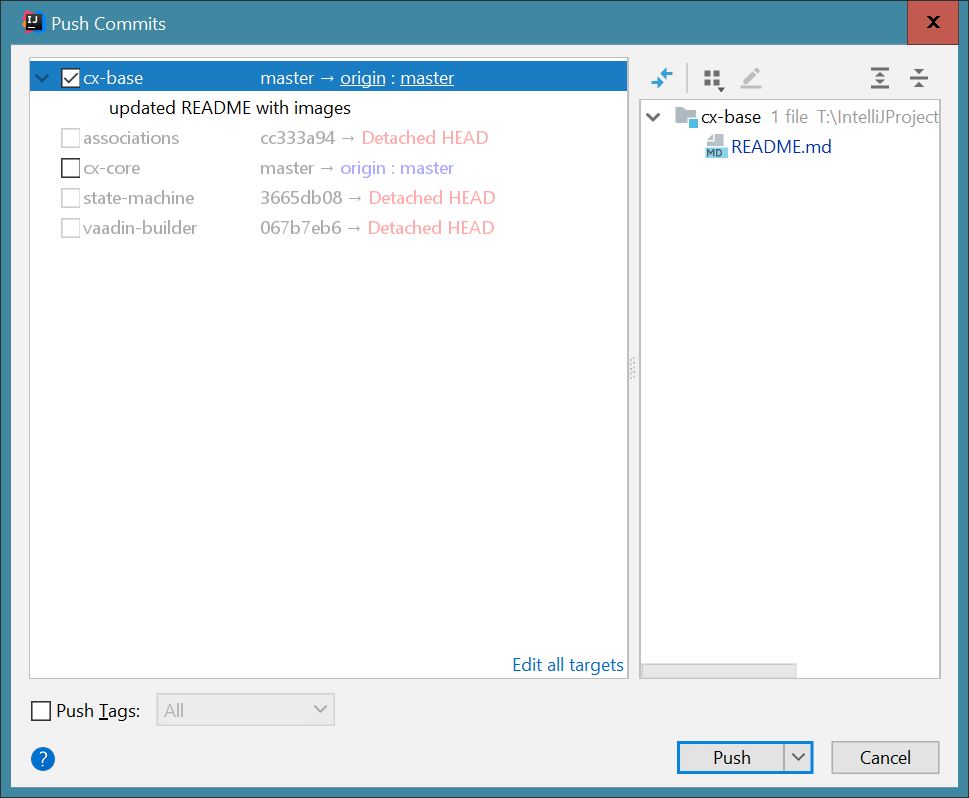 Push Commits
cx-base master → origin : master
updated README with images
associations cc333a94 → Detached HEAD
cx-core master → origin : master
state-machine 3665db08 → Detached HEAD
vaadin-builder 067b7eb6 → Detached HEAD
Edit all targets
cx-base 1 file T:\IntelliJProject
MD README.md
Push Tags: All
? Push Cancel